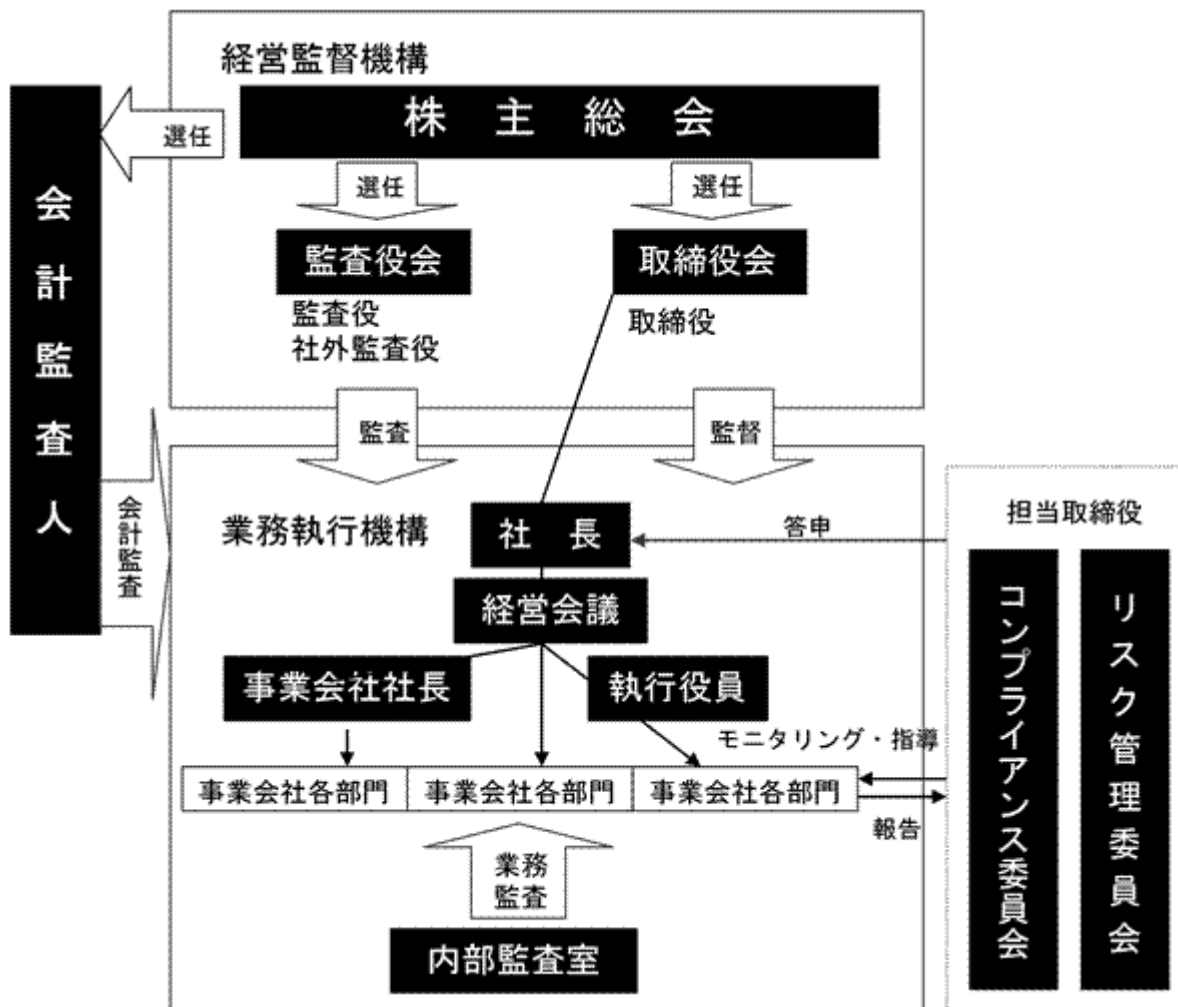 経営監督機構
株主総会
選任
選任
選任
会計監査人
監査役会
取締役会
監査役
社外監査役
取締役
監査
監督
会計監査
業務執行機構
社長
答申
担当取締役
経営会議
コンプライアンス委員会
リスク管理委員会
事業会社社長
執行役員
モニタリング・指導
事業会社各部門
事業会社各部門
事業会社各部門
報告
業務
監査
内部監査室